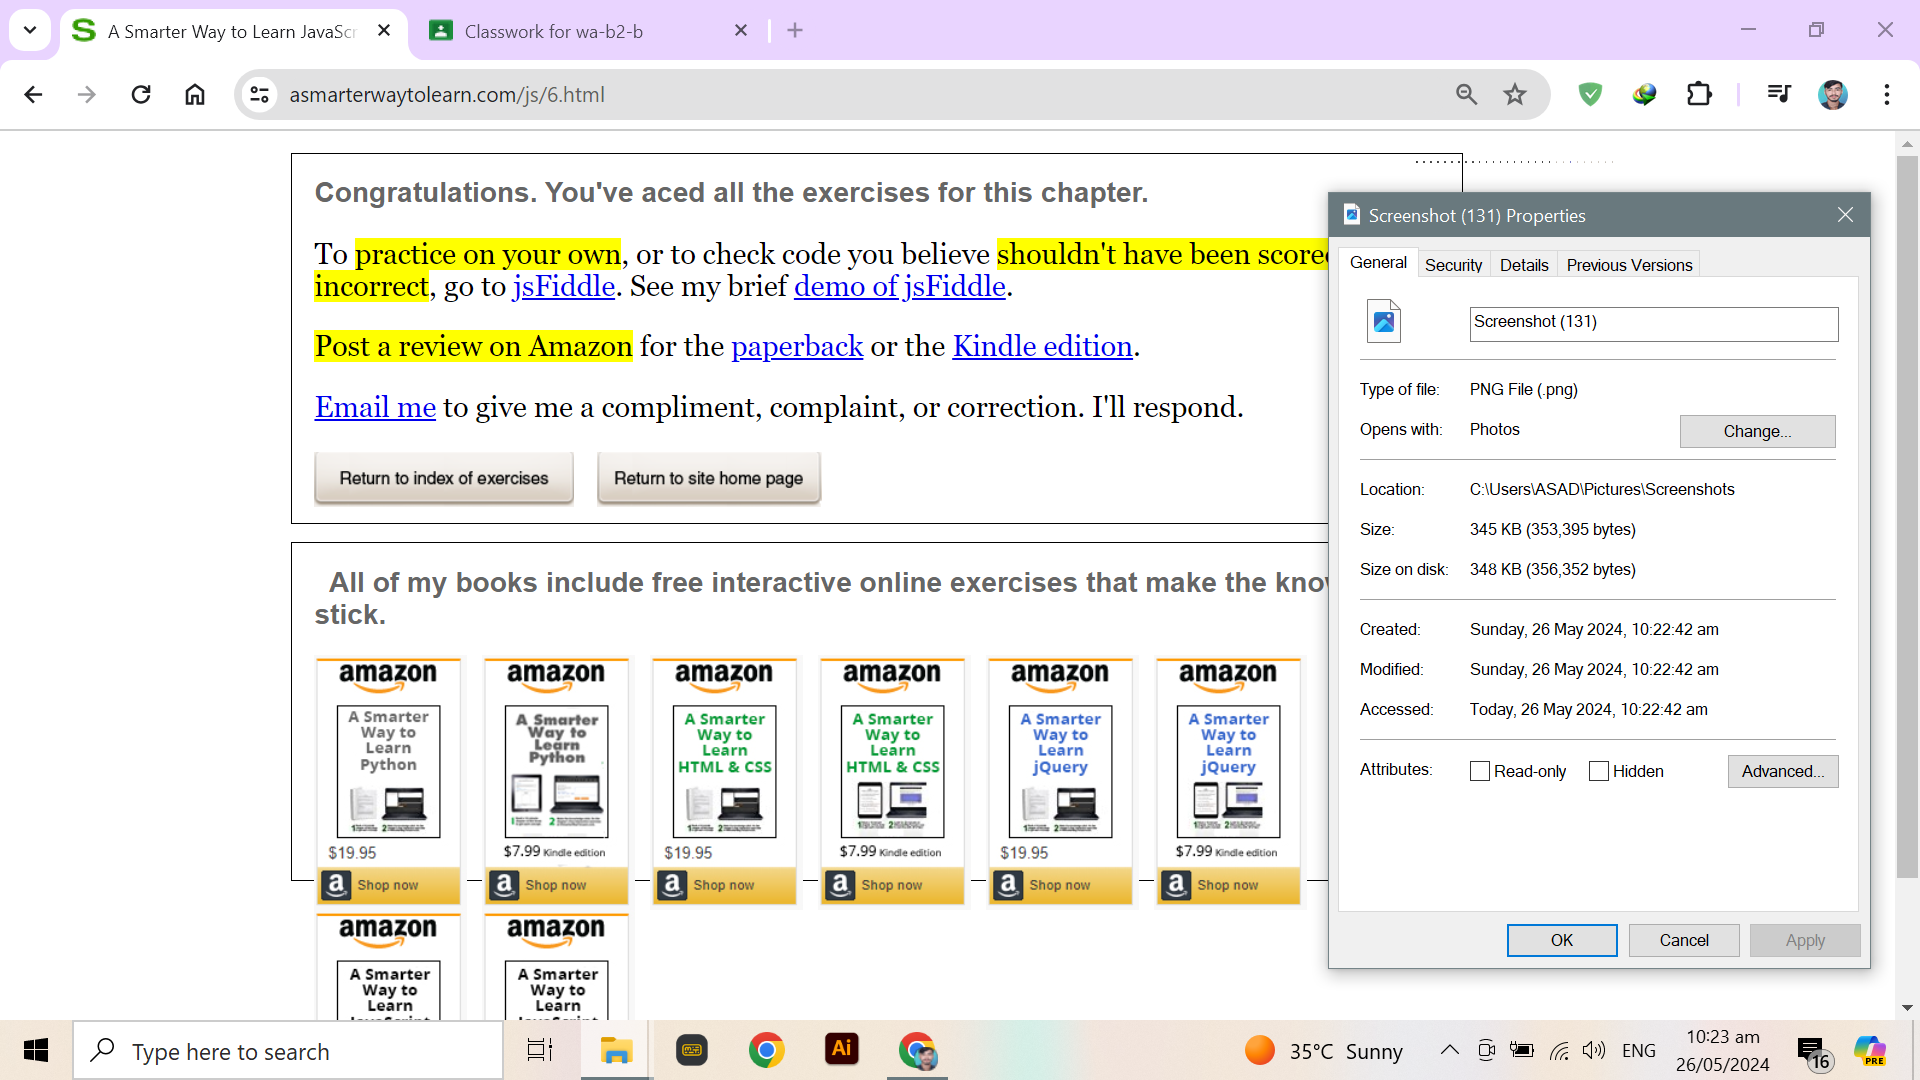 A Smarter Way to Learn JavaScr
Classwork for wa-b2-b
asmarterwaytolearn.com/js/6.html
Congratulations. You've aced all the exercises for this chapter.
To practice on your own, or to check code you believe shouldn't have been score
incorrect, go to jsFiddle. See my brief demo of jsFiddle.
Post a review on Amazon for the paperback or the Kindle edition.
Email me to give me a compliment, complaint, or correction. I'll respond.
Return to index of exercises
Return to site home page
All of my books include free interactive online exercises that make the kno
stick.
amazon
A Smarter
Way to
Learn
Python
$19.95
Shop now
amazon
A Smarter
Way to
Learn
Python
$7.99 Kindle edition
Shop now
amazon
A Smarter
Way to
Learn
HTML & CSS
$19.95
Shop now
amazon
A Smarter
Way to
Learn
HTML & CSS
$7.99 Kindle edition
Shop now
amazon
A Smarter
Way to
Learn
jQuery
$19.95
Shop now
amazon
A Smarter
Way to
Learn
jQuery
$7.99 Kindle edition
Shop now
amazon
A Smarter
Way to
Learn
amazon
A Smarter
Way to
Learn
Screenshot (131) Properties
General
Security
Details
Previous Versions
Screenshot (131)
Type of file: PNG File (.png)
Opens with: Photos
Change...
Location: C:\Users\ASAD\Pictures\Screenshots
Size: 345 KB (353,395 bytes)
Size on disk: 348 KB (356,352 bytes)
Created: Sunday, 26 May 2024, 10:22:42 am
Modified: Sunday, 26 May 2024, 10:22:42 am
Accessed: Today, 26 May 2024, 10:22:42 am
Attributes: Read-only Hidden
Advanced...
OK
Cancel
Apply
Type here to search
Ai
35°C Sunny
ENG
10:23 am
26/05/2024
16
PRE